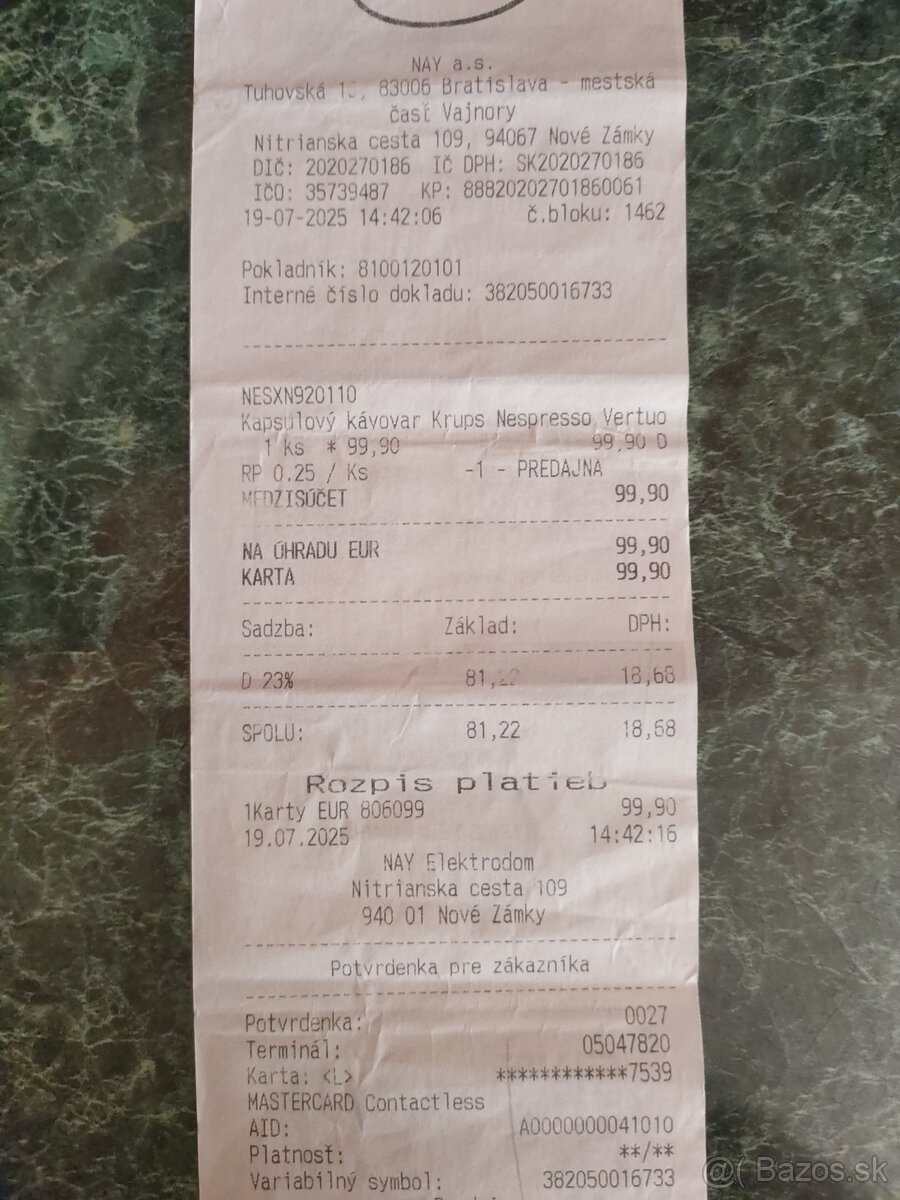 NAY a.s.
Tuhovská 83006 Bratislava - mestská
časť Vajnory
Nitrianska cesta 109, 94067 Nové Zámky
DIČ: 2020270186 IČ DPH: SK2020270186
IČO: 35739487 KP: 88820202701860061
19-07-2025 14:42:06 č.bloku: 1462
Pokladník: 8100120101
Interné číslo dokladu: 382050016733
NESXN920110
Kapsulový kávovar Krups Nespresso Vertuo
1 ks * 99,90 99,90 D
RP 0.25 / Ks -1 - PREDAJNA
MEDZISÚČET 99,90
NA ÚHRADU EUR 99,90
KARTA 99,90
Sadzba: Základ: DPH:
D 23% 81,22 18,68
SPOLU: 81,22 18,68
Rozpis platieb
1Karty EUR 806099 99,90
19.07.2025 14:42:16
NAY Elektrodom
Nitrianska cesta 109
940 01 Nové Zámky
Potvrdenka pre zákazníka
Potvrdenka: 0027
Terminál: 05047820
Karta: <L> ************7539
MASTERCARD Contactless
AID: A0000000041010
Platnosť: **/**
Variabilný symbol: 382050016733
@( Bazos.sk